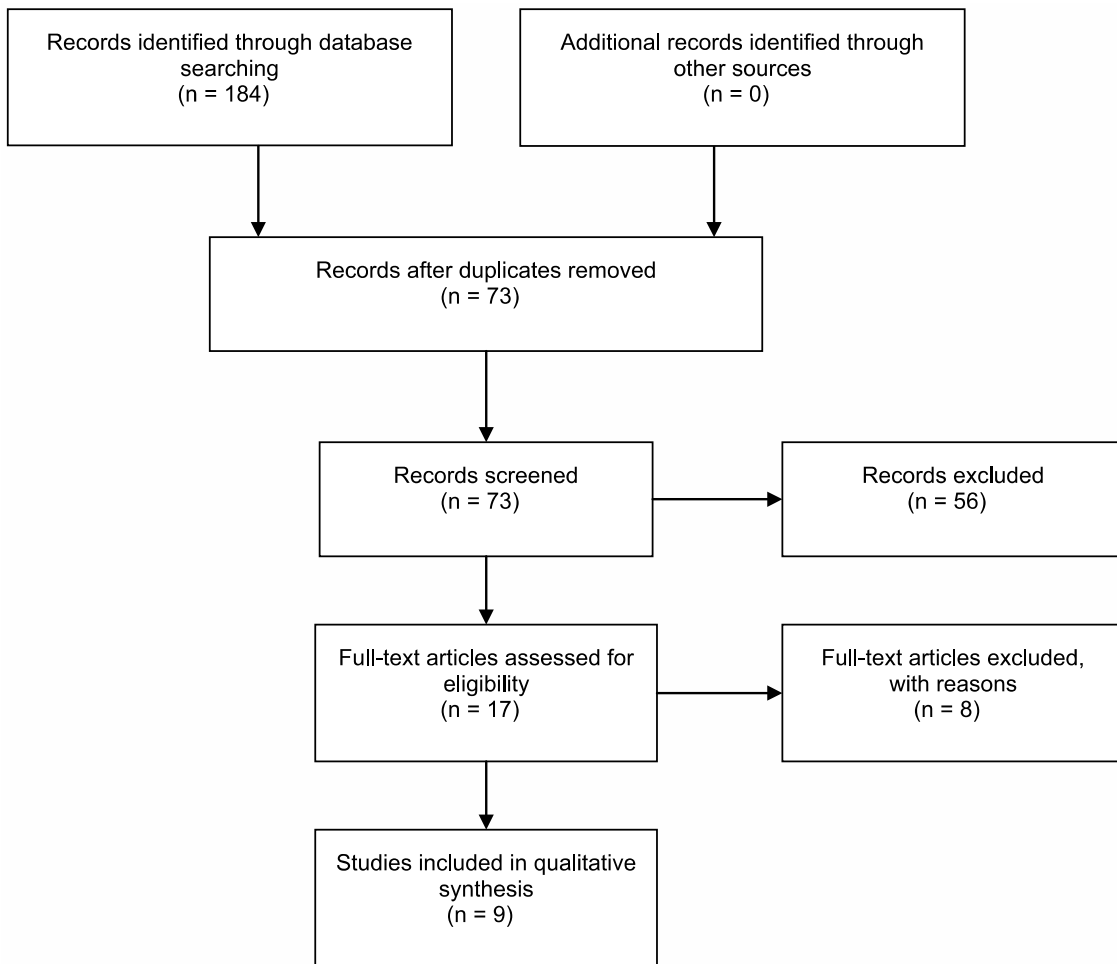 Records identified through database
searching
(n = 184)
Additional records identified through
other sources
(n = 0)
Records after duplicates removed
(n = 73)
Records screened
(n = 73)
Records excluded
(n = 56)
Full-text articles assessed for
eligibility
(n = 17)
Full-text articles excluded,
with reasons
(n = 8)
Studies included in qualitative
synthesis
(n = 9)